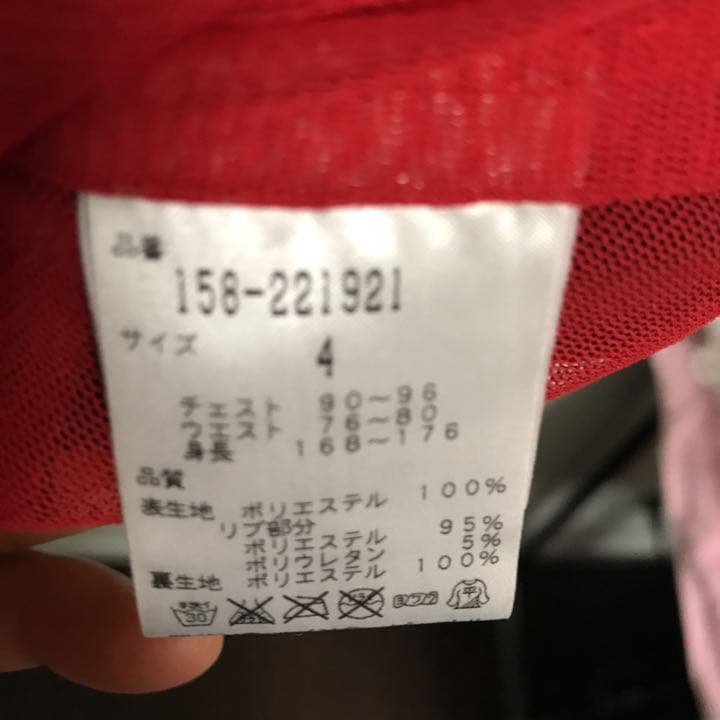 品番
158-221921
サイズ 4
チェスト 90～96
ウエスト 76～80
身長 168～176
品質
表生地 ポリエステル 100%
リブ部分
ポリエステル 95%
ポリウレタン 5%
裏生地 ポリエステル 100%
30
平